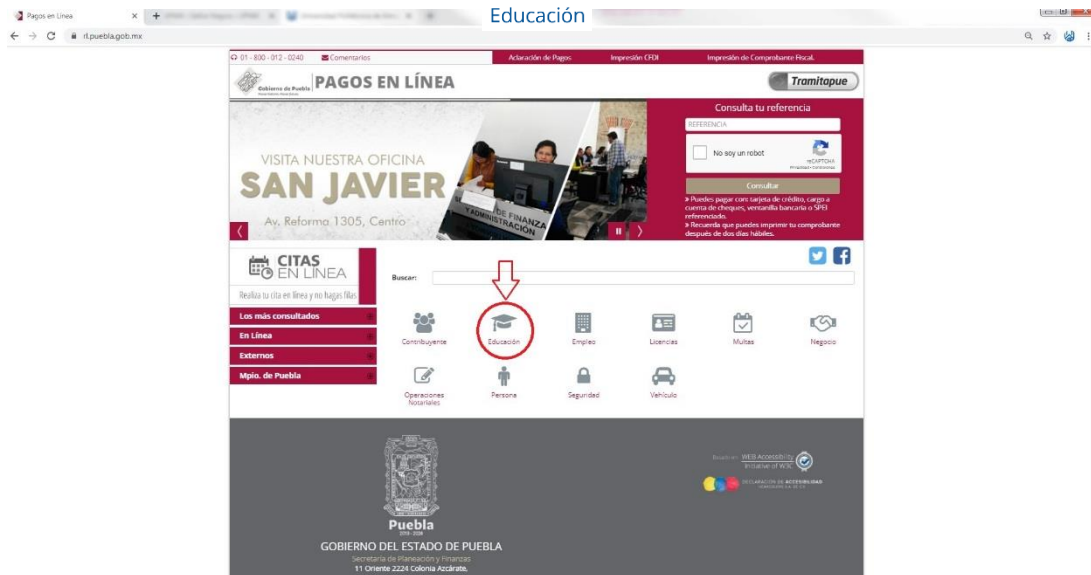 Educación
Pagos en Línea
rl.puebla.gob.mx
01 - 800 - 012 - 0240
Comentarios
Aclaración de Pagos
Impresión CFDI
Impresión de Comprobante Fiscal.
Gobierno de Puebla
PAGOS EN LÍNEA
Tramitapue
VISITA NUESTRA OFICINA
SAN JAVIER
Av. Reforma 1305, Centro
DE FINANZA
Y ADMINISTRACIÓN
Consulta tu referencia
REFERENCIA
No soy un robot
reCAPTCHA
Consultar
» Puedes pagar con: tarjeta de crédito, cargo a
cuenta de cheques, ventanilla bancaria o SPEI
referenciado.
» Recuerda que puedes imprimir tu comprobante
después de dos días hábiles.
CITAS
EN LÍNEA
Realiza tu cita en línea y no hagas filas
Buscar:
Los más consultados
En Línea
Externos
Mpio. de Puebla
Contribuyente
Educación
Empleo
Licencias
Multas
Negocio
Operaciones
Notariales
Persona
Seguridad
Vehículo
Puebla
GOBIERNO DEL ESTADO DE PUEBLA
Secretaría de Planeación y Finanzas
11 Oriente 2224 Colonia Azcárate,
WEB Accessibility
Initiative of W3C
DECLARACIÓN DE ACCESIBILIDAD